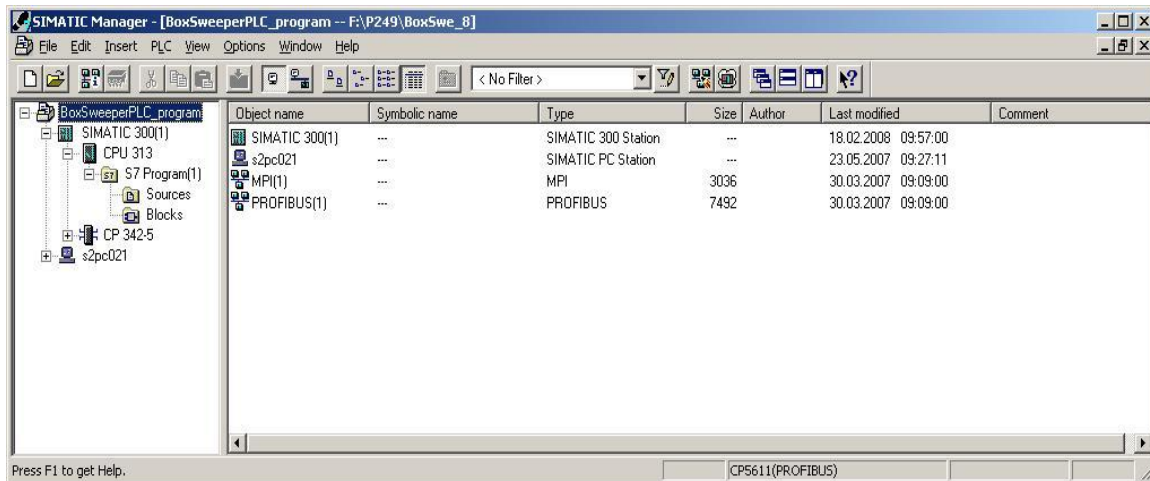 SIMATIC Manager - [BoxSweeperPLC_program -- F:\P249\BoxSwe_8]
File Edit Insert PLC View Options Window Help
< No Filter >
BoxSweeperPLC_program
SIMATIC 300(1)
CPU 313
S7 Program(1)
Sources
Blocks
CP 342-5
s2pc021
Object name Symbolic name Type Size Author Last modified Comment
SIMATIC 300(1) --- SIMATIC 300 Station --- 18.02.2008 09:57:00
s2pc021 --- SIMATIC PC Station --- 23.05.2007 09:27:11
MPI(1) --- MPI 3036 30.03.2007 09:09:00
PROFIBUS(1) --- PROFIBUS 7492 30.03.2007 09:09:00
Press F1 to get Help. CP5611(PROFIBUS)